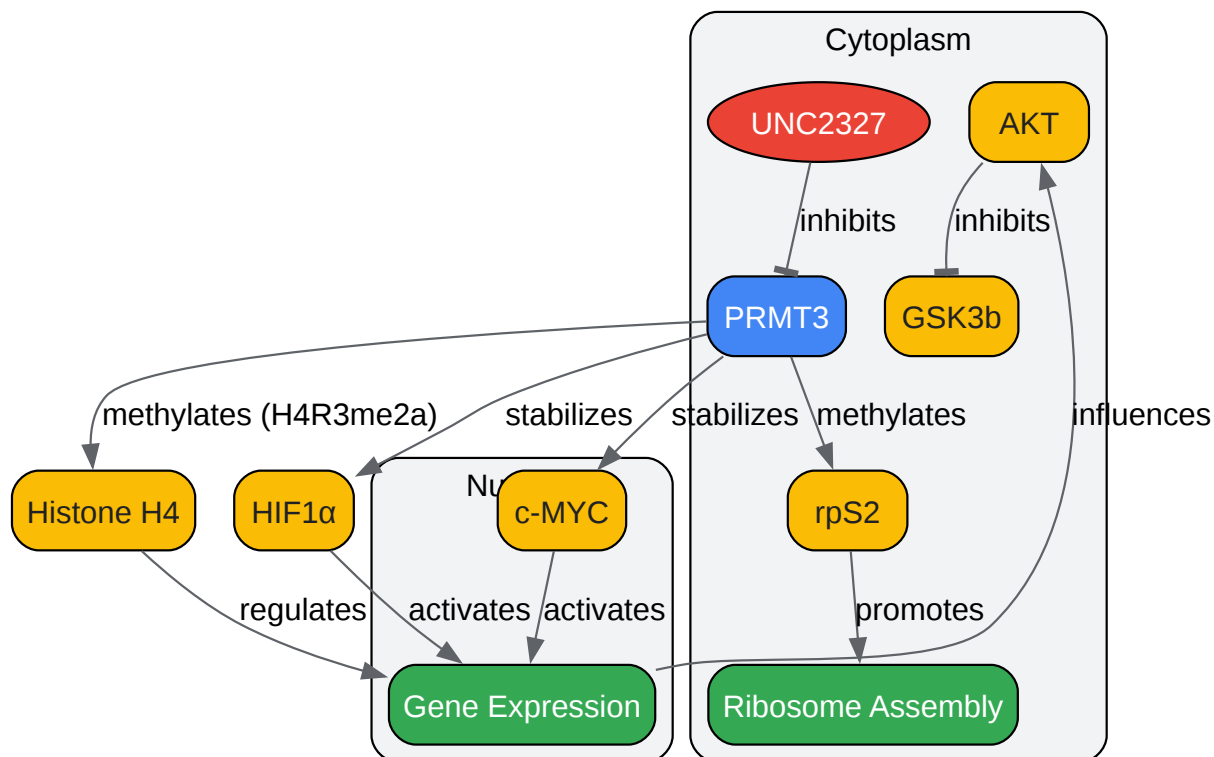 Cytoplasm
UNC2327
AKT
inhibits
inhibits
PRMT3
GSK3b
methylates (H4R3me2a)
stabilizes
stabilizes
methylates
influences
Histone H4
HIF1α
c-MYC
rpS2
regulates
activates
activates
promotes
Gene Expression
Ribosome Assembly